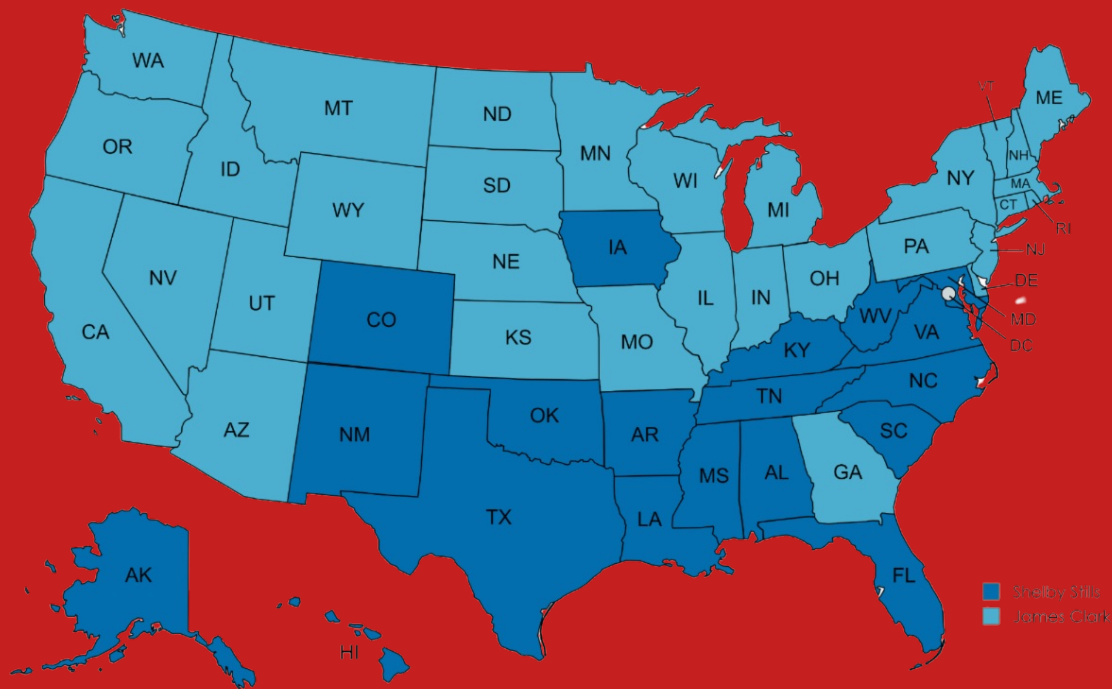 WA
MT
ND
MN
OR
ID
WY
SD
WI
MI
VT
ME
NH
NY
MA
CT
RI
NV
UT
CA
NE
IA
IL
IN
OH
PA
NJ
DE
MD
DC
CO
KS
MO
KY
WV
VA
AZ
NM
OK
AR
TN
NC
SC
TX
LA
MS
AL
GA
FL
AK
HI
Shelby Stills
James Clark